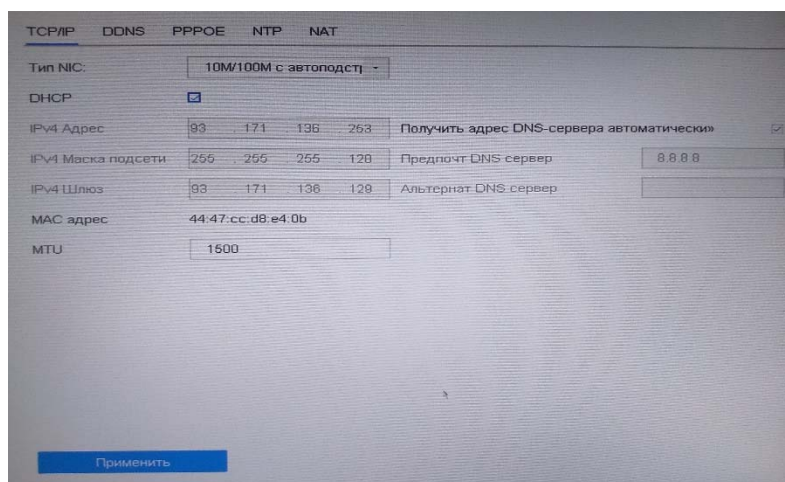 TCP/IP DDNS PPPOE NTP NAT
Тип NIC: 10M/100M с автоподстј
DHCP
IPv4 Адрес 93 . 171 . 136 . 253 Получить адрес DNS-сервера автоматически»
IPv4 Маска подсети 255 . 255 . 255 . 128 Предпочт DNS сервер 8.8.8.8
IPv4 Шлюз 93 . 171 . 136 . 129 Альтернат DNS сервер
MAC адрес 44:47:cc:d8:e4:0b
MTU 1500
Применить